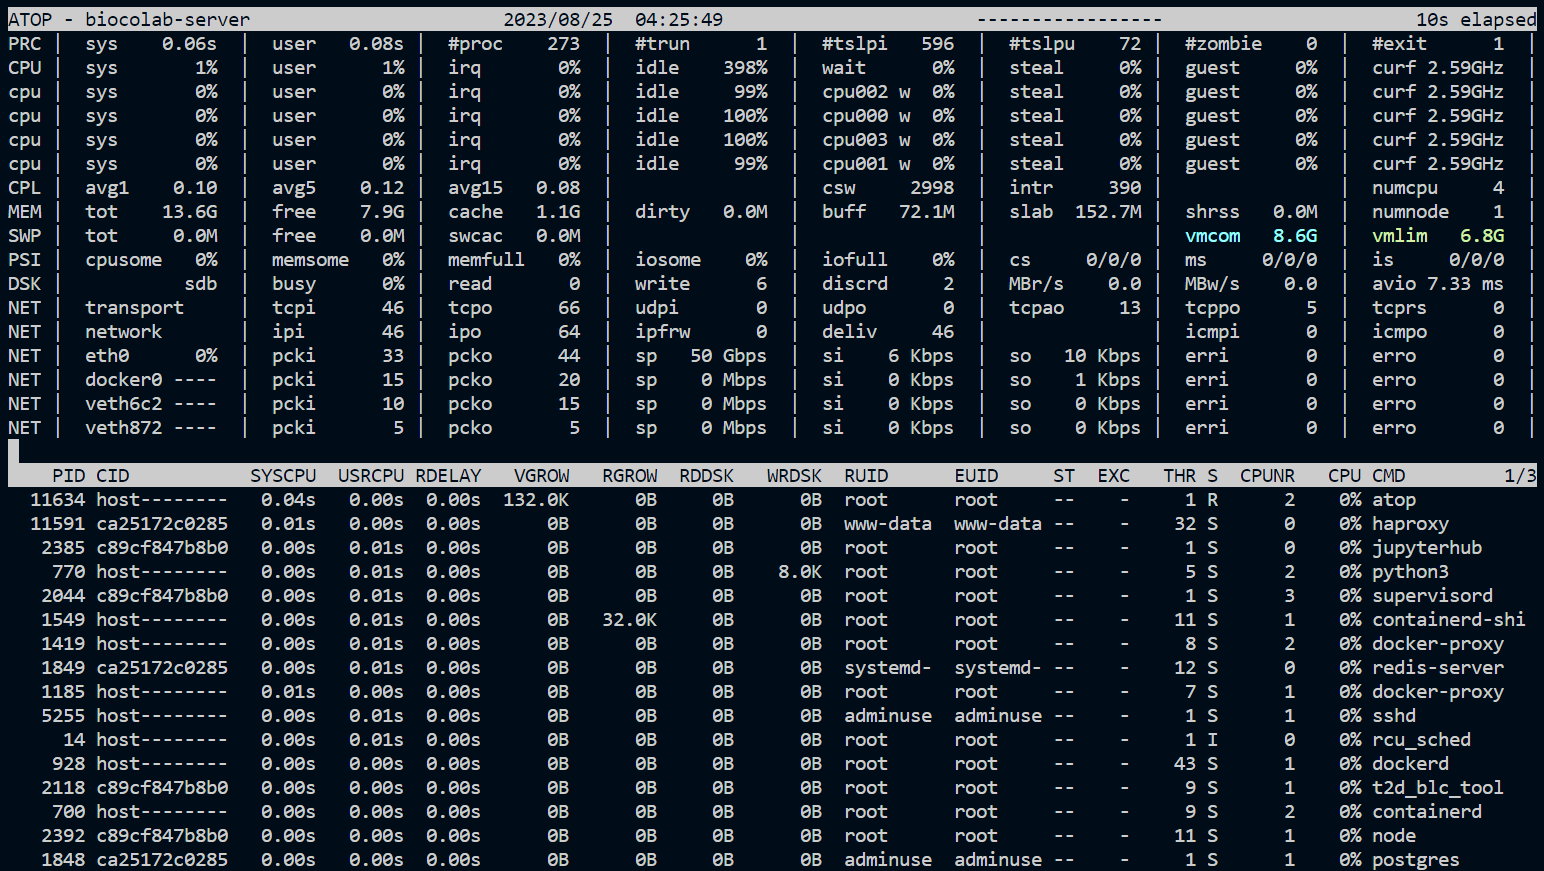 ATOP - biocolab-server 2023/08/25 04:25:49 ----------------- 10s elapsed
PRC | sys 0.06s | user 0.08s | #proc 273 | #trun 1 | #tslpi 596 | #tslpu 72 | #zombie 0 | #exit 1 |
CPU | sys 1% | user 1% | irq 0% | idle 398% | wait 0% | steal 0% | guest 0% | curf 2.59GHz |
cpu | sys 0% | user 0% | irq 0% | idle 99% | cpu002 w 0% | steal 0% | guest 0% | curf 2.59GHz |
cpu | sys 0% | user 0% | irq 0% | idle 100% | cpu000 w 0% | steal 0% | guest 0% | curf 2.59GHz |
cpu | sys 0% | user 0% | irq 0% | idle 100% | cpu003 w 0% | steal 0% | guest 0% | curf 2.59GHz |
cpu | sys 0% | user 0% | irq 0% | idle 99% | cpu001 w 0% | steal 0% | guest 0% | curf 2.59GHz |
CPL | avg1 0.10 | avg5 0.12 | avg15 0.08 | | csw 2998 | intr 390 | | numcpu 4 |
MEM | tot 13.6G | free 7.9G | cache 1.1G | dirty 0.0M | buff 72.1M | slab 152.7M | shrss 0.0M | numnode 1 |
SWP | tot 0.0M | free 0.0M | swcac 0.0M | | | | vmcom 8.6G | vmlim 6.8G |
PSI | cpusome 0% | memsome 0% | memfull 0% | iosome 0% | iofull 0% | cs 0/0/0 | ms 0/0/0 | is 0/0/0 |
DSK | sdb | busy 0% | read 0 | write 6 | discrd 2 | MBr/s 0.0 | MBw/s 0.0 | avio 7.33 ms |
NET | transport | tcpi 46 | tcpo 66 | udpi 0 | udpo 0 | tcpao 13 | tcppo 5 | tcprs 0 |
NET | network | ipi 46 | ipo 64 | ipfrw 0 | deliv 46 | | icmpi 0 | icmpo 0 |
NET | eth0 0% | pcki 33 | pcko 44 | sp 50 Gbps | si 6 Kbps | so 10 Kbps | erri 0 | erro 0 |
NET | docker0 ---- | pcki 15 | pcko 20 | sp 0 Mbps | si 0 Kbps | so 1 Kbps | erri 0 | erro 0 |
NET | veth6c2 ---- | pcki 10 | pcko 15 | sp 0 Mbps | si 0 Kbps | so 0 Kbps | erri 0 | erro 0 |
NET | veth872 ---- | pcki 5 | pcko 5 | sp 0 Mbps | si 0 Kbps | so 0 Kbps | erri 0 | erro 0 |
PID CID SYSCPU USRCPU RDELAY VGROW RGROW RDDSK WRDSK RUID EUID ST EXC THR S CPUNR CPU CMD 1/3
11634 host-------- 0.04s 0.00s 0.00s 132.0K 0B 0B 0B root root -- - 1 R 2 0% atop
11591 ca25172c0285 0.01s 0.00s 0.00s 0B 0B 0B 0B www-data www-data -- - 32 S 0 0% haproxy
2385 c89cf847b8b0 0.00s 0.01s 0.00s 0B 0B 0B 0B root root -- - 1 S 0 0% jupyterhub
770 host-------- 0.00s 0.01s 0.00s 0B 0B 0B 8.0K root root -- - 5 S 2 0% python3
2044 c89cf847b8b0 0.00s 0.01s 0.00s 0B 0B 0B 0B root root -- - 1 S 3 0% supervisord
1549 host-------- 0.00s 0.01s 0.00s 0B 32.0K 0B 0B root root -- - 11 S 1 0% containerd-shi
1419 host-------- 0.00s 0.01s 0.00s 0B 0B 0B 0B root root -- - 8 S 2 0% docker-proxy
1849 ca25172c0285 0.00s 0.01s 0.00s 0B 0B 0B 0B systemd- systemd- -- - 12 S 0 0% redis-server
1185 host-------- 0.01s 0.00s 0.00s 0B 0B 0B 0B root root -- - 7 S 1 0% docker-proxy
5255 host-------- 0.00s 0.01s 0.00s 0B 0B 0B 0B adminuse adminuse -- - 1 S 1 0% sshd
14 host-------- 0.00s 0.01s 0.00s 0B 0B 0B 0B root root -- - 1 I 0 0% rcu_sched
928 host-------- 0.00s 0.00s 0.00s 0B 0B 0B 0B root root -- - 43 S 1 0% dockerd
2118 c89cf847b8b0 0.00s 0.00s 0.00s 0B 0B 0B 0B root root -- - 9 S 1 0% t2d_blc_tool
700 host-------- 0.00s 0.00s 0.00s 0B 0B 0B 0B root root -- - 9 S 2 0% containerd
2392 c89cf847b8b0 0.00s 0.00s 0.00s 0B 0B 0B 0B root root -- - 11 S 1 0% node
1848 ca25172c0285 0.00s 0.00s 0.00s 0B 0B 0B 0B adminuse adminuse -- - 1 S 1 0% postgres